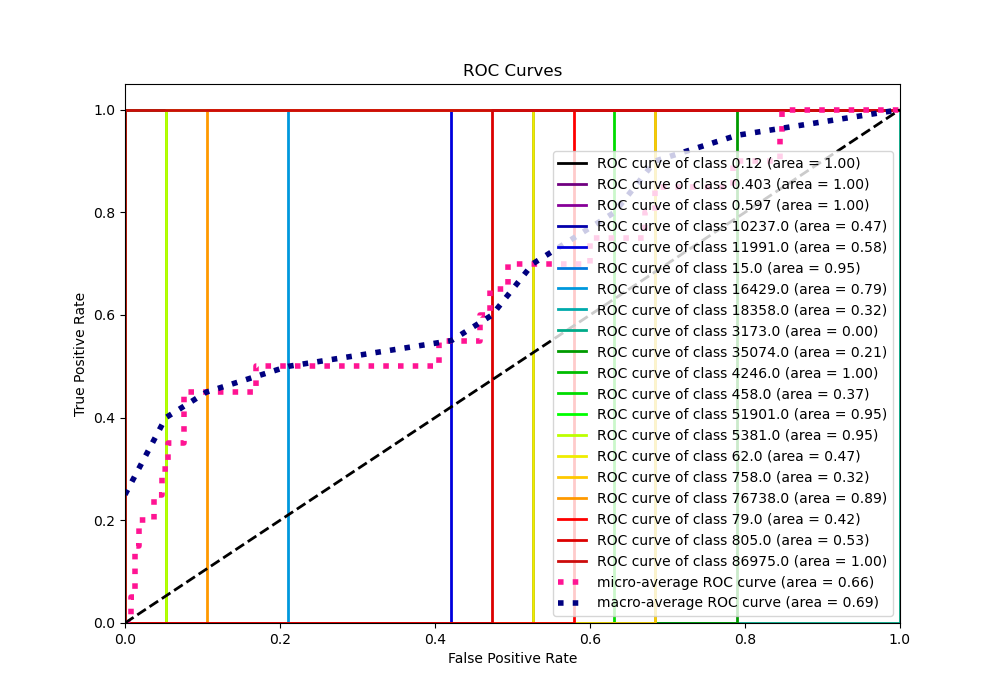 ROC Curves
True Positive Rate
1.0
0.8
0.6
0.4
0.2
0.0
ROC curve of class 0.12 (area = 1.00)
ROC curve of class 0.403 (area = 1.00)
ROC curve of class 0.597 (area = 1.00)
ROC curve of class 10237.0 (area = 0.47)
ROC curve of class 11991.0 (area = 0.58)
ROC curve of class 15.0 (area = 0.95)
ROC curve of class 16429.0 (area = 0.79)
ROC curve of class 18358.0 (area = 0.32)
ROC curve of class 3173.0 (area = 0.00)
ROC curve of class 35074.0 (area = 0.21)
ROC curve of class 4246.0 (area = 1.00)
ROC curve of class 458.0 (area = 0.37)
ROC curve of class 51901.0 (area = 0.95)
ROC curve of class 5381.0 (area = 0.95)
ROC curve of class 62.0 (area = 0.47)
ROC curve of class 758.0 (area = 0.32)
ROC curve of class 76738.0 (area = 0.89)
ROC curve of class 79.0 (area = 0.42)
ROC curve of class 805.0 (area = 0.53)
ROC curve of class 86975.0 (area = 1.00)
micro-average ROC curve (area = 0.66)
macro-average ROC curve (area = 0.69)
0.0 0.2 0.4 0.6 0.8 1.0
False Positive Rate